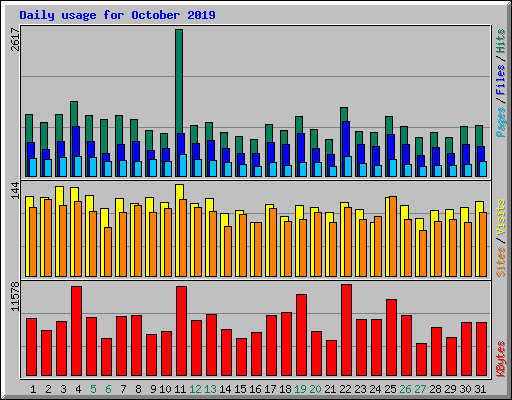 Daily usage for October 2019
2617
Pages / Files / Hits
144
Sites / Visits
11578
KBytes
1 2 3 4 5 6 7 8 9 10 11 12 13 14 15 16 17 18 19 20 21 22 23 24 25 26 27 28 29 30 31